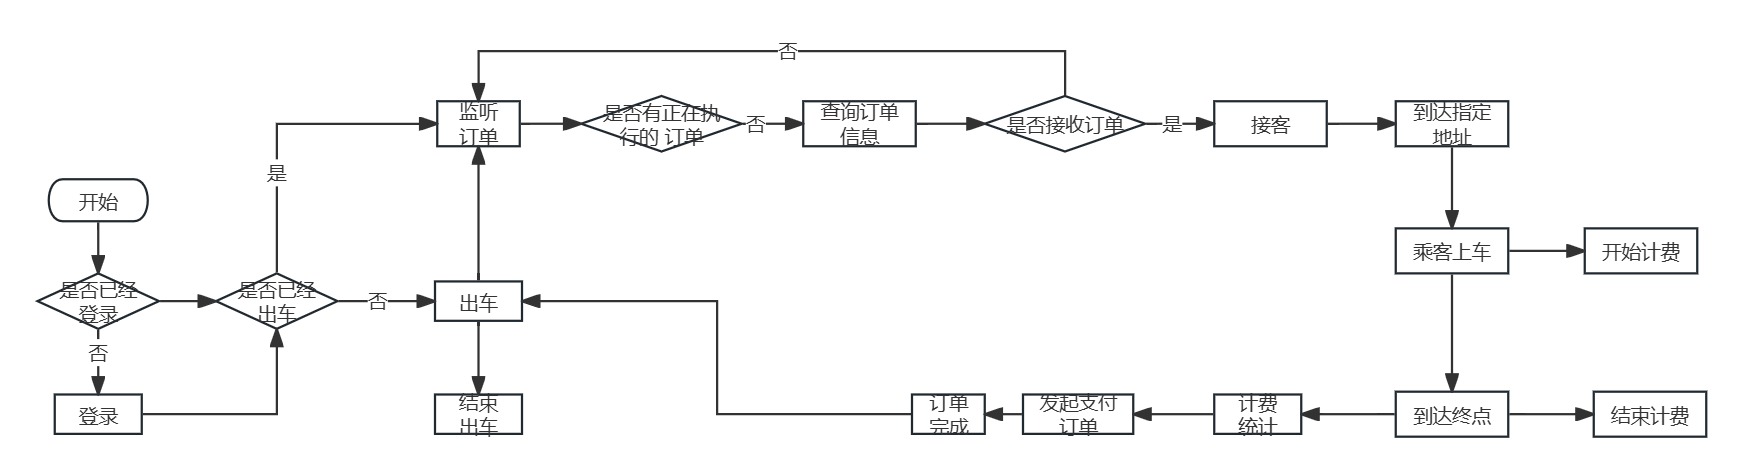 否
监听
订单
是否有正在执
行的 订单
否
查询订单
信息
是否接收订单
是
接客
到达指定
地址
是
开始
乘客上车
开始计费
是否已经
登录
是否已经
出车
否
出车
否
登录
结束
出车
订单
完成
发起支付
订单
计费
统计
到达终点
结束计费